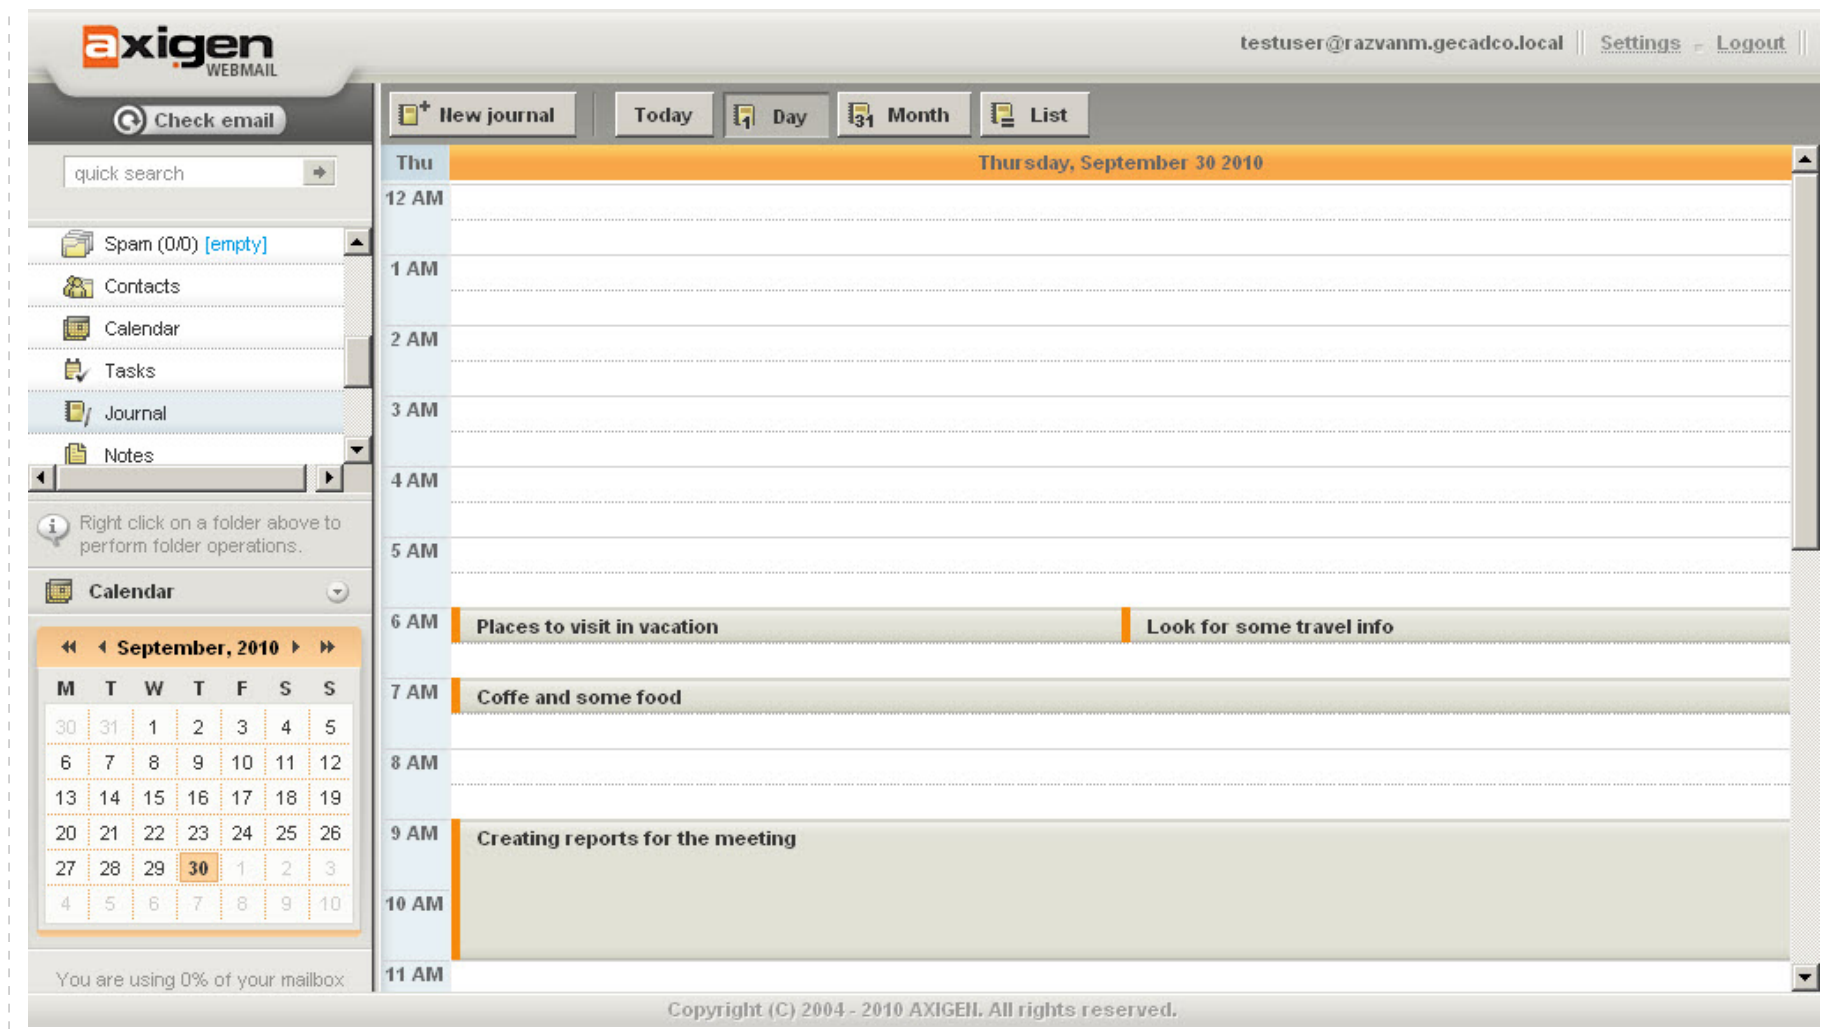 axigen
WEBMAIL
testuser@razvanm.gecadco.local Settings Logout
Check email
New journal Today Day Month List
quick search
Spam (0/0) [empty]
Contacts
Calendar
Tasks
Journal
Notes
Right click on a folder above to
perform folder operations.
Calendar
September, 2010
M T W T F S S
30 31 1 2 3 4 5
6 7 8 9 10 11 12
13 14 15 16 17 18 19
20 21 22 23 24 25 26
27 28 29 30 1 2 3
4 5 6 7 8 9 10
You are using 0% of your mailbox
Thu Thursday, September 30 2010
12 AM
1 AM
2 AM
3 AM
4 AM
5 AM
6 AM Places to visit in vacation Look for some travel info
7 AM Coffe and some food
8 AM
9 AM Creating reports for the meeting
10 AM
11 AM
Copyright (C) 2004 - 2010 AXIGEN. All rights reserved.